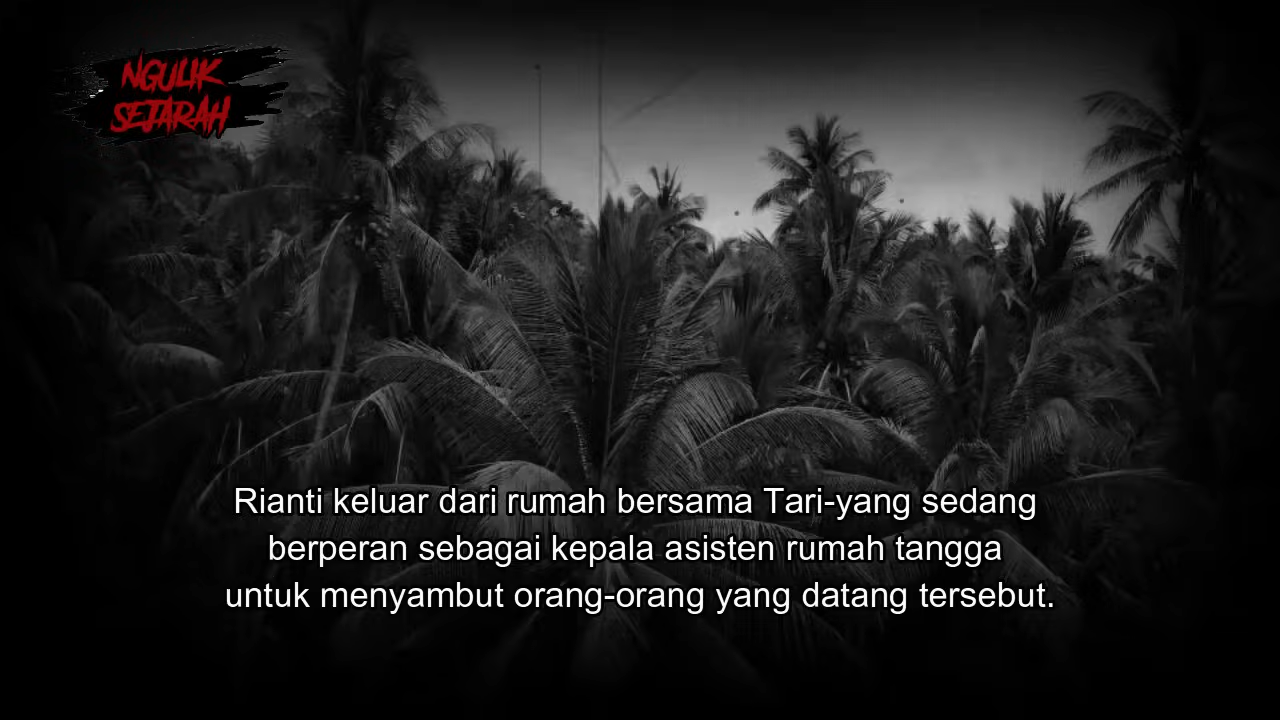 NGULIK
SEJARAH
Rianti keluar dari rumah bersama Tari-yang sedang
berperan sebagai kepala asisten rumah tangga
untuk menyambut orang-orang yang datang tersebut.